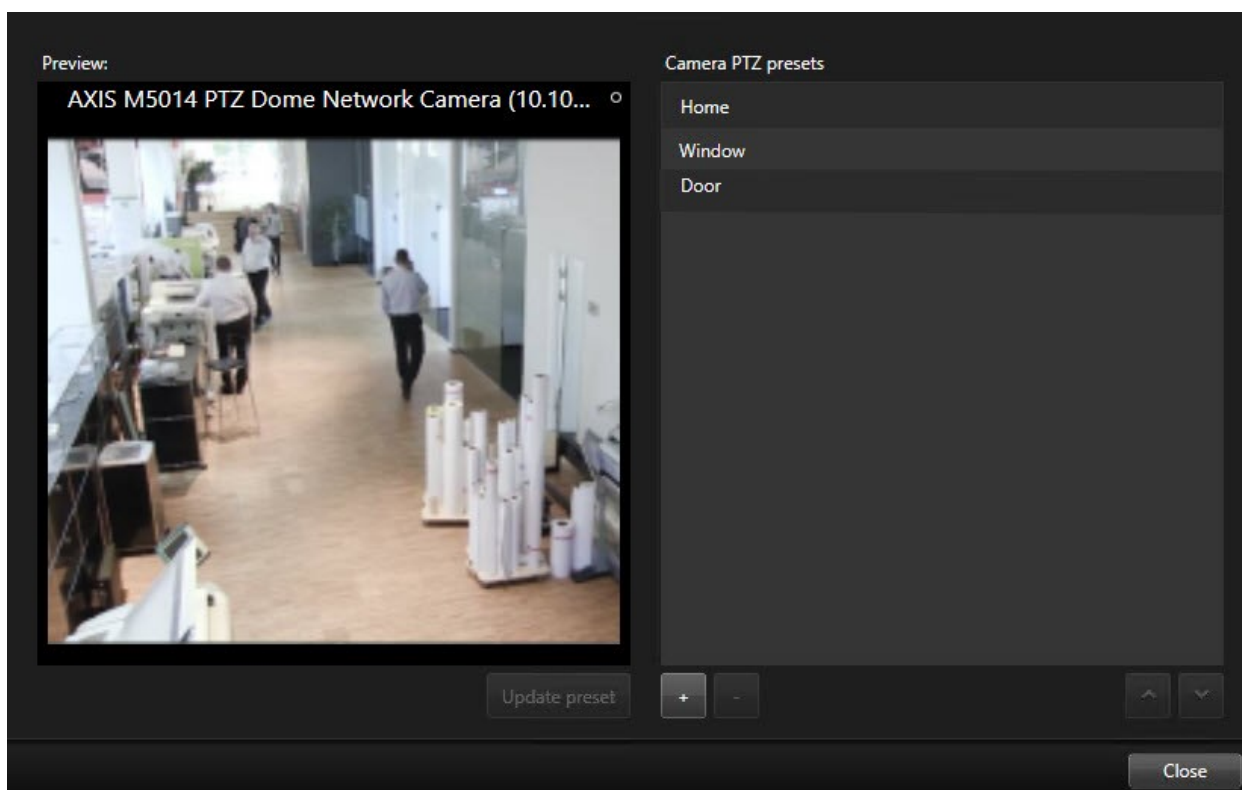 Preview:
AXIS M5014 PTZ Dome Network Camera (10.10...
Update preset
Camera PTZ presets
Home
Window
Door
+
-
Close